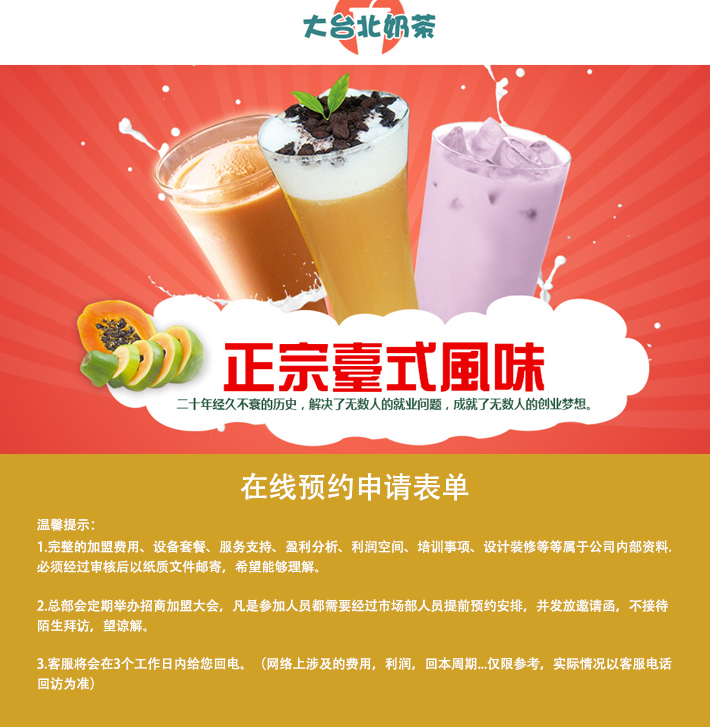 大台北奶茶
正宗臺式風味
二十年经久不衰的历史，解决了无数人的就业问题，成就了无数人的创业梦想。
在线预约申请表单
温馨提示：
1.完整的加盟费用、设备套餐、服务支持、盈利分析、利润空间、培训事项、设计装修等等属于公司内部资料.
必须经过审核后以纸质文件邮寄，希望能够理解。
2.总部会定期举办招商加盟大会，凡是参加人员都需要经过市场部人员提前预约安排，并发放邀请函，不接待
陌生拜访，望谅解。
3.客服将会在3个工作日内给您回电。（网络上涉及的费用，利润，回本周期...仅限参考，实际情况以客服电话
回访为准）